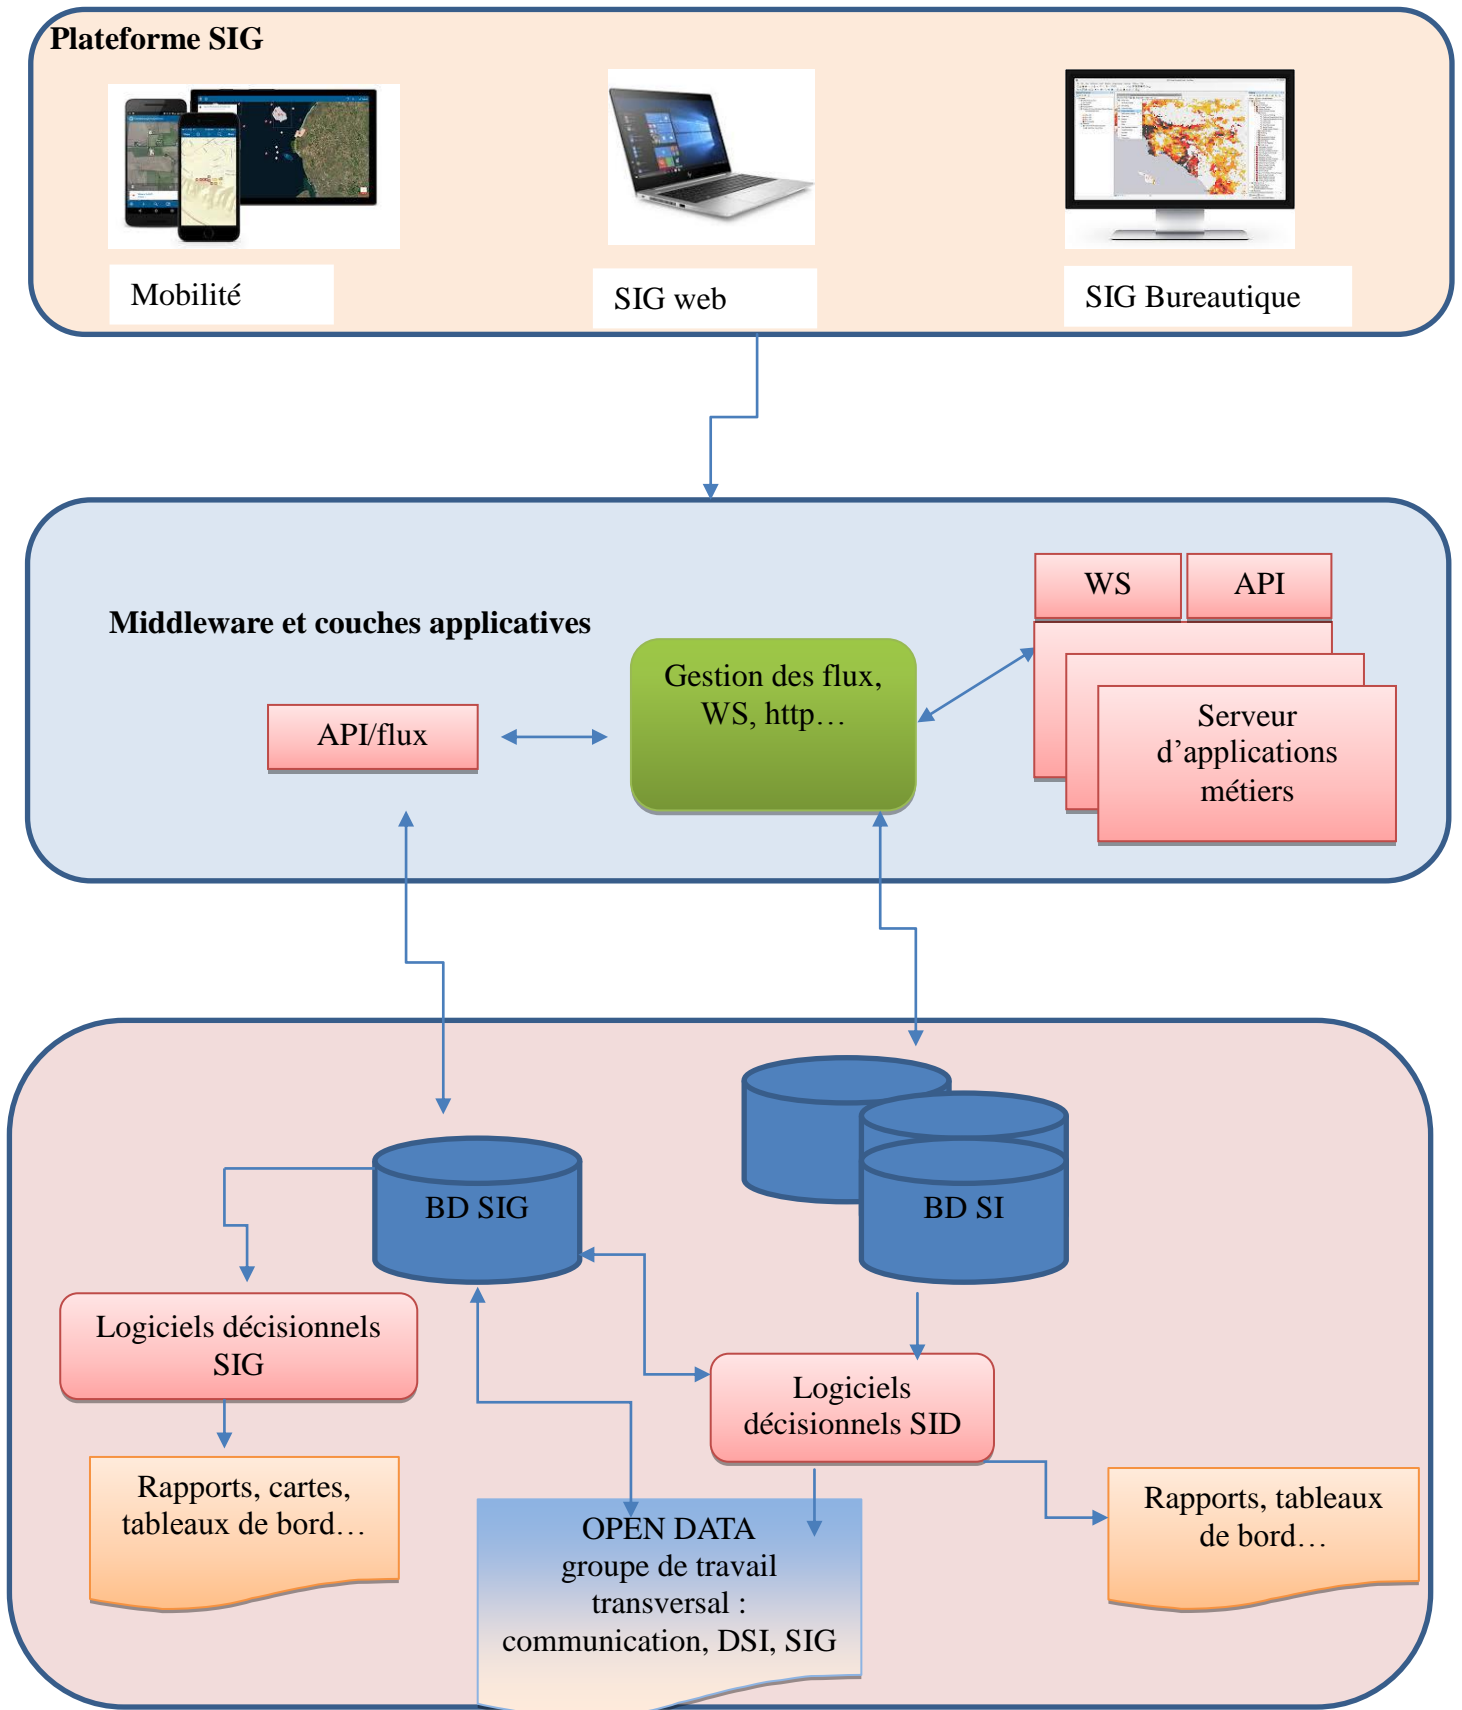 Plateforme SIG
Mobilité
SIG web
SIG Bureautique
Middleware et couches applicatives
WS
API
Gestion des flux,
WS, http…
API/flux
Serveur
d’applications
métiers
BD SIG
BD SI
Logiciels décisionnels
SIG
Logiciels
décisionnels SID
Rapports, cartes,
tableaux de bord…
OPEN DATA
groupe de travail
transversal :
communication, DSI, SIG
Rapports, tableaux
de bord…